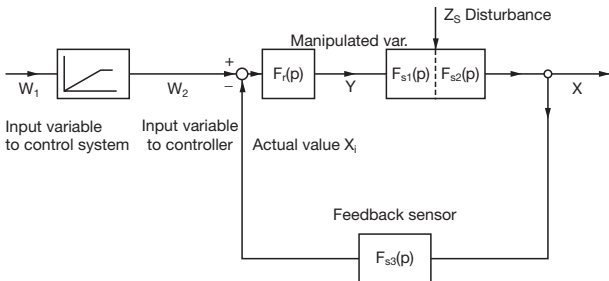 Z_S Disturbance
Manipulated var.
+
−
F_r(p)
F_s1(p)
F_s2(p)
W_1
W_2
Y
X
Input variable
to control system
Input variable
to controller
Actual value X_i
Feedback sensor
F_s3(p)